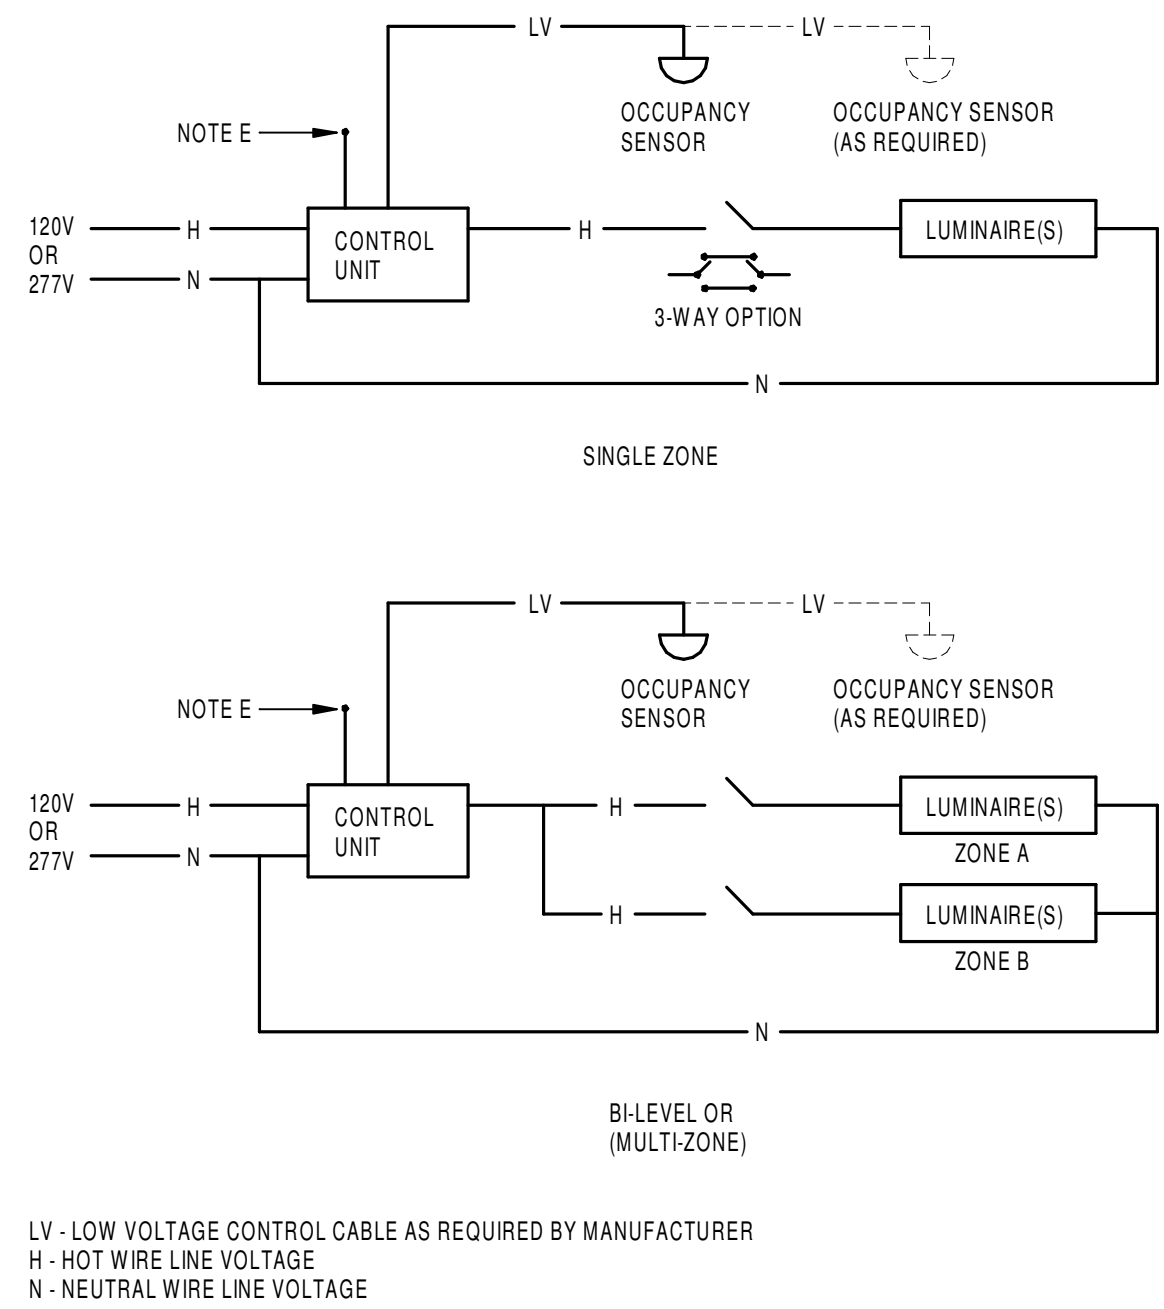 LV
LV
OCCUPANCY
SENSOR
OCCUPANCY SENSOR
(AS REQUIRED)
NOTE E
120V
OR
277V
H
N
CONTROL
UNIT
H
LUMINAIRE(S)
3-WAY OPTION
N
SINGLE ZONE
LV
LV
OCCUPANCY
SENSOR
OCCUPANCY SENSOR
(AS REQUIRED)
NOTE E
120V
OR
277V
H
N
CONTROL
UNIT
H
LUMINAIRE(S)
ZONE A
H
LUMINAIRE(S)
ZONE B
N
BI-LEVEL OR
(MULTI-ZONE)
LV - LOW VOLTAGE CONTROL CABLE AS REQUIRED BY MANUFACTURER
H - HOT WIRE LINE VOLTAGE
N - NEUTRAL WIRE LINE VOLTAGE